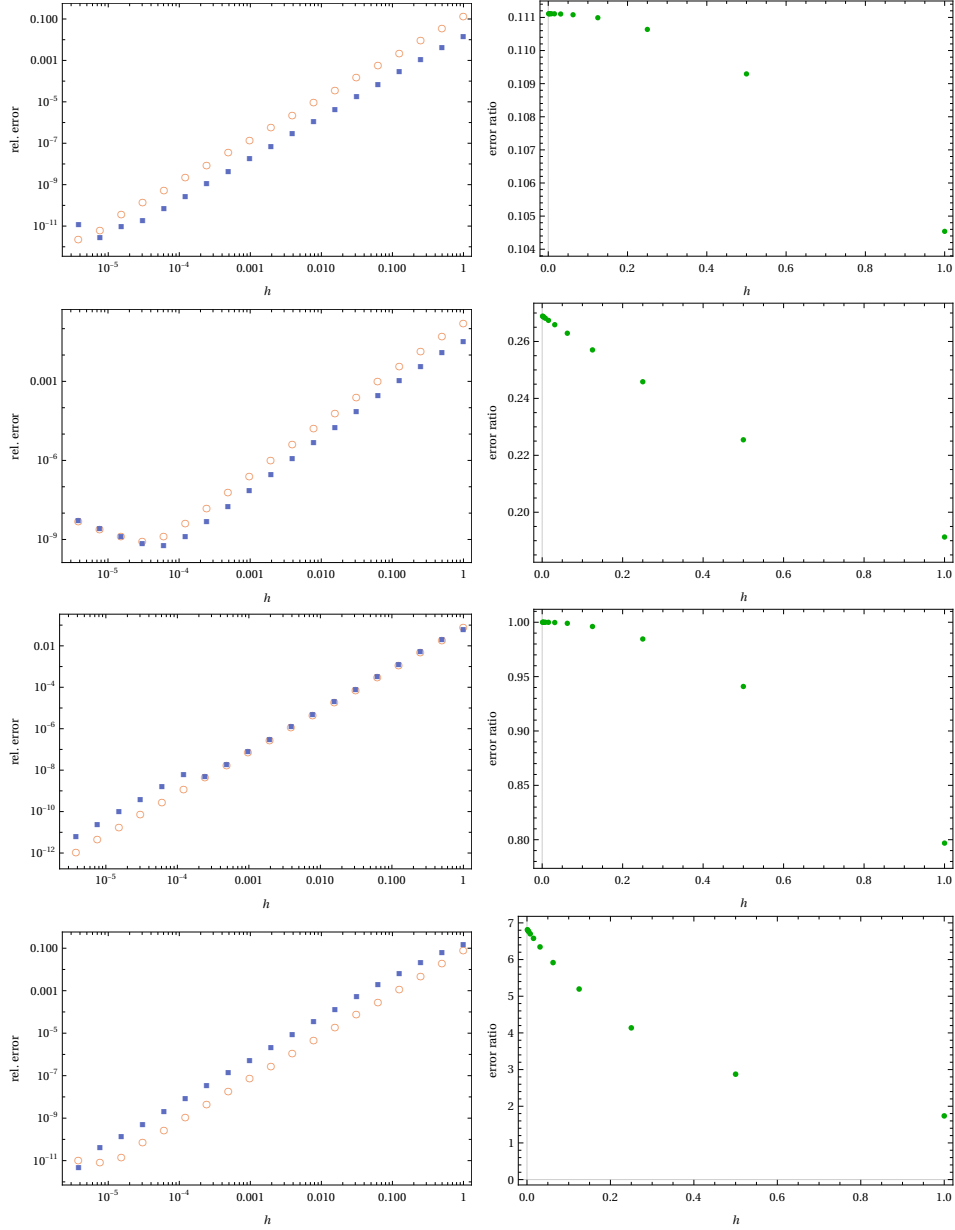 0.100
0.001
10⁻⁵
10⁻⁷
10⁻⁹
10⁻¹¹
rel. error
10⁻⁵ 10⁻⁴ 0.001 0.010 0.100 1
h
0.111
0.110
0.109
0.108
0.107
0.106
0.105
0.104
error ratio
0.0 0.2 0.4 0.6 0.8 1.0
h
0.001
10⁻⁶
10⁻⁹
rel. error
10⁻⁵ 10⁻⁴ 0.001 0.010 0.100 1
h
0.26
0.24
0.22
0.20
error ratio
0.0 0.2 0.4 0.6 0.8 1.0
h
0.01
10⁻⁴
10⁻⁶
10⁻⁸
10⁻¹⁰
10⁻¹²
rel. error
10⁻⁵ 10⁻⁴ 0.001 0.010 0.100 1
h
1.00
0.95
0.90
0.85
0.80
error ratio
0.0 0.2 0.4 0.6 0.8 1.0
h
0.100
0.001
10⁻⁵
10⁻⁷
10⁻⁹
10⁻¹¹
rel. error
10⁻⁵ 10⁻⁴ 0.001 0.010 0.100 1
h
7
6
5
4
3
2
1
0
error ratio
0.0 0.2 0.4 0.6 0.8 1.0
h